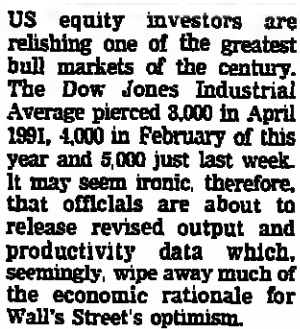 US equity investors are
relishing one of the greatest
bull markets of the century.
The Dow Jones Industrial
Average pierced 3,000 in April
1991, 4,000 in February of this
year and 5,000 just last week.
It may seem ironic, therefore,
that officials are about to
release revised output and
productivity data which,
seemingly, wipe away much of
the economic rationale for
Wall's Street's optimism.